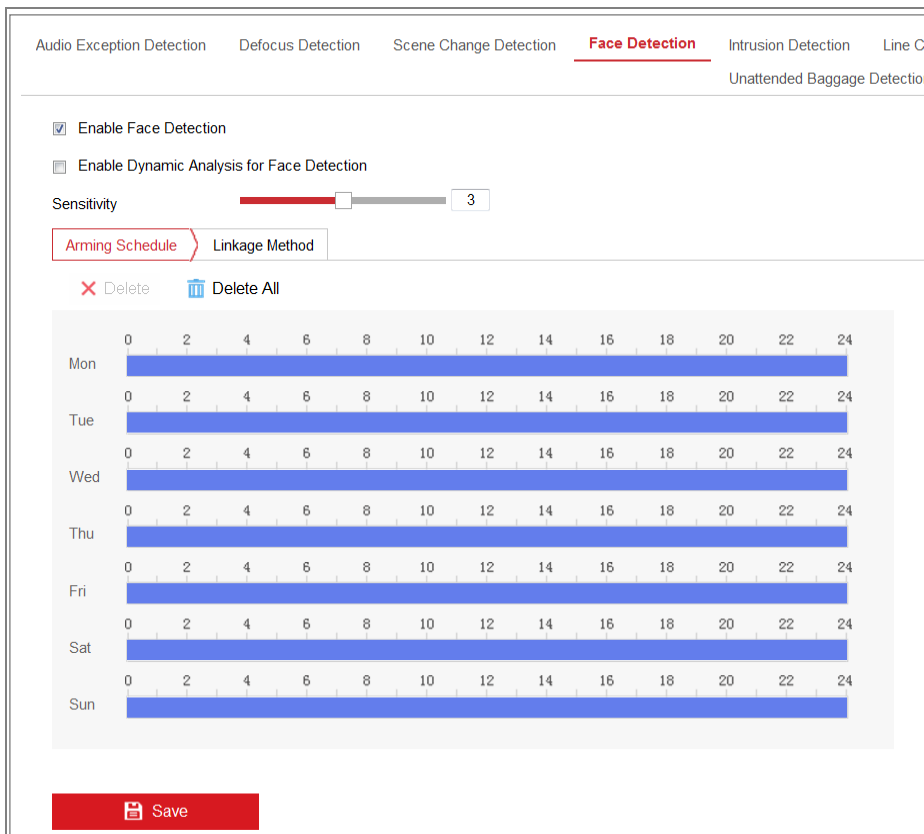 Audio Exception Detection Defocus Detection Scene Change Detection Face Detection Intrusion Detection Line C
Unattended Baggage Detectio
Enable Face Detection
Enable Dynamic Analysis for Face Detection
Sensitivity 3
Arming Schedule Linkage Method
Delete Delete All
0 2 4 6 8 10 12 14 16 18 20 22 24
Mon
0 2 4 6 8 10 12 14 16 18 20 22 24
Tue
0 2 4 6 8 10 12 14 16 18 20 22 24
Wed
0 2 4 6 8 10 12 14 16 18 20 22 24
Thu
0 2 4 6 8 10 12 14 16 18 20 22 24
Fri
0 2 4 6 8 10 12 14 16 18 20 22 24
Sat
0 2 4 6 8 10 12 14 16 18 20 22 24
Sun
Save